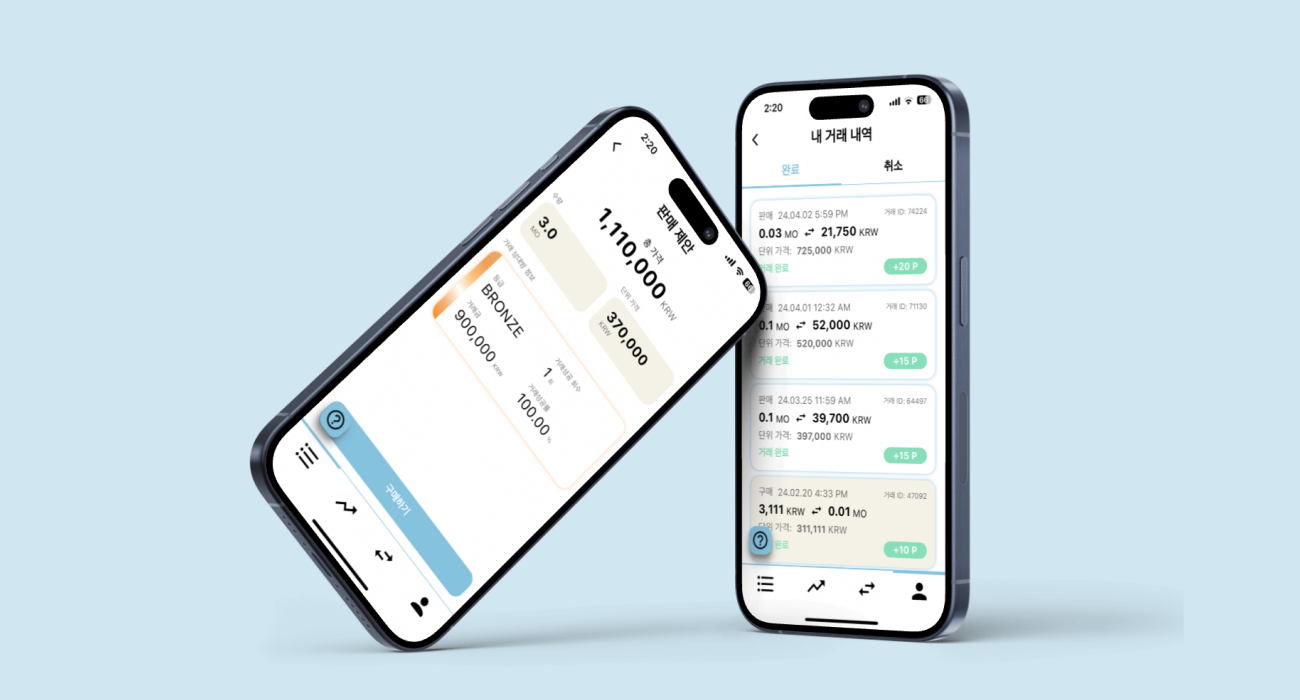 2:20
판매 제안
총 가격
1,110,000 KRW
수량
3.0
MO
단위 가격
370,000
KRW
거래 상대방 정보
등급
BRONZE
거래금
900,000 KRW
거래성공 횟수
1 회
거래성공률
100.00 %
구매하기
2:20
66
내 거래 내역
완료
취소
판매 24.04.02 5:59 PM
거래 ID: 74224
0.03 MO 21,750 KRW
단위 가격: 725,000 KRW
거래 완료
+20 P
24.04.01 12:32 AM
거래 ID: 71130
0.1 MO 52,000 KRW
단위 가격: 520,000 KRW
거래 완료
+15 P
판매 24.03.25 11:59 AM
거래 ID: 64497
0.1 MO 39,700 KRW
단위 가격: 397,000 KRW
거래 완료
+15 P
구매 24.02.20 4:33 PM
거래 ID: 47092
3,111 KRW 0.01 MO
단위 가격: 311,111 KRW
완료
+10 P